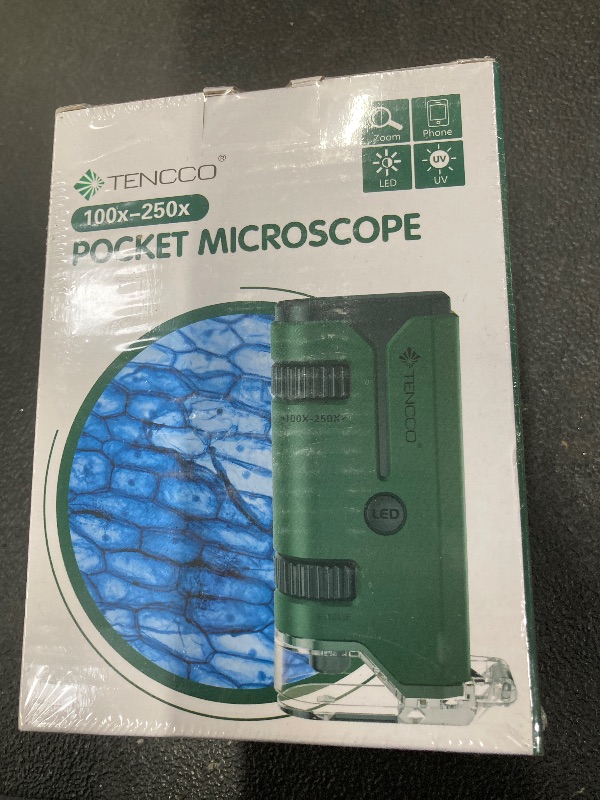 TENCCO®
100x-250x
POCKET MICROSCOPE
Zoom
Phone
LED
UV
UV
100X-250X
TENCCO®
LED